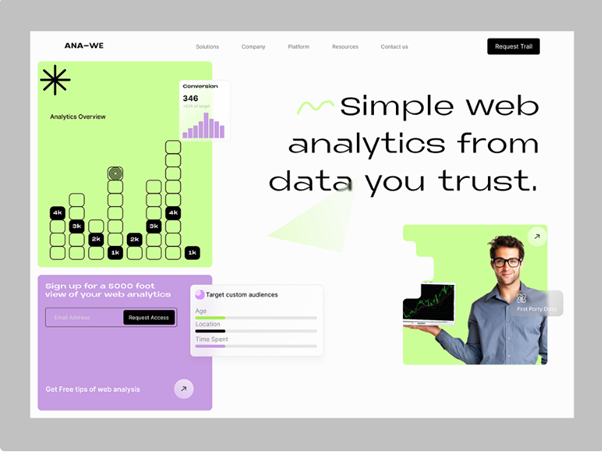 ANA–WE
Solutions
Company
Platform
Resources
Contact us
Request Trail
Analytics Overview
4k
3k
2k
1k
2k
3k
4k
1k
Conversion
346
of target
Simple web
analytics from
data you trust.
Sign up for a 5000 foot
view of your web analytics
Email Address
Request Access
Get Free tips of web analysis
Target custom audiences
Age
Location
Time Spent
First Party Data